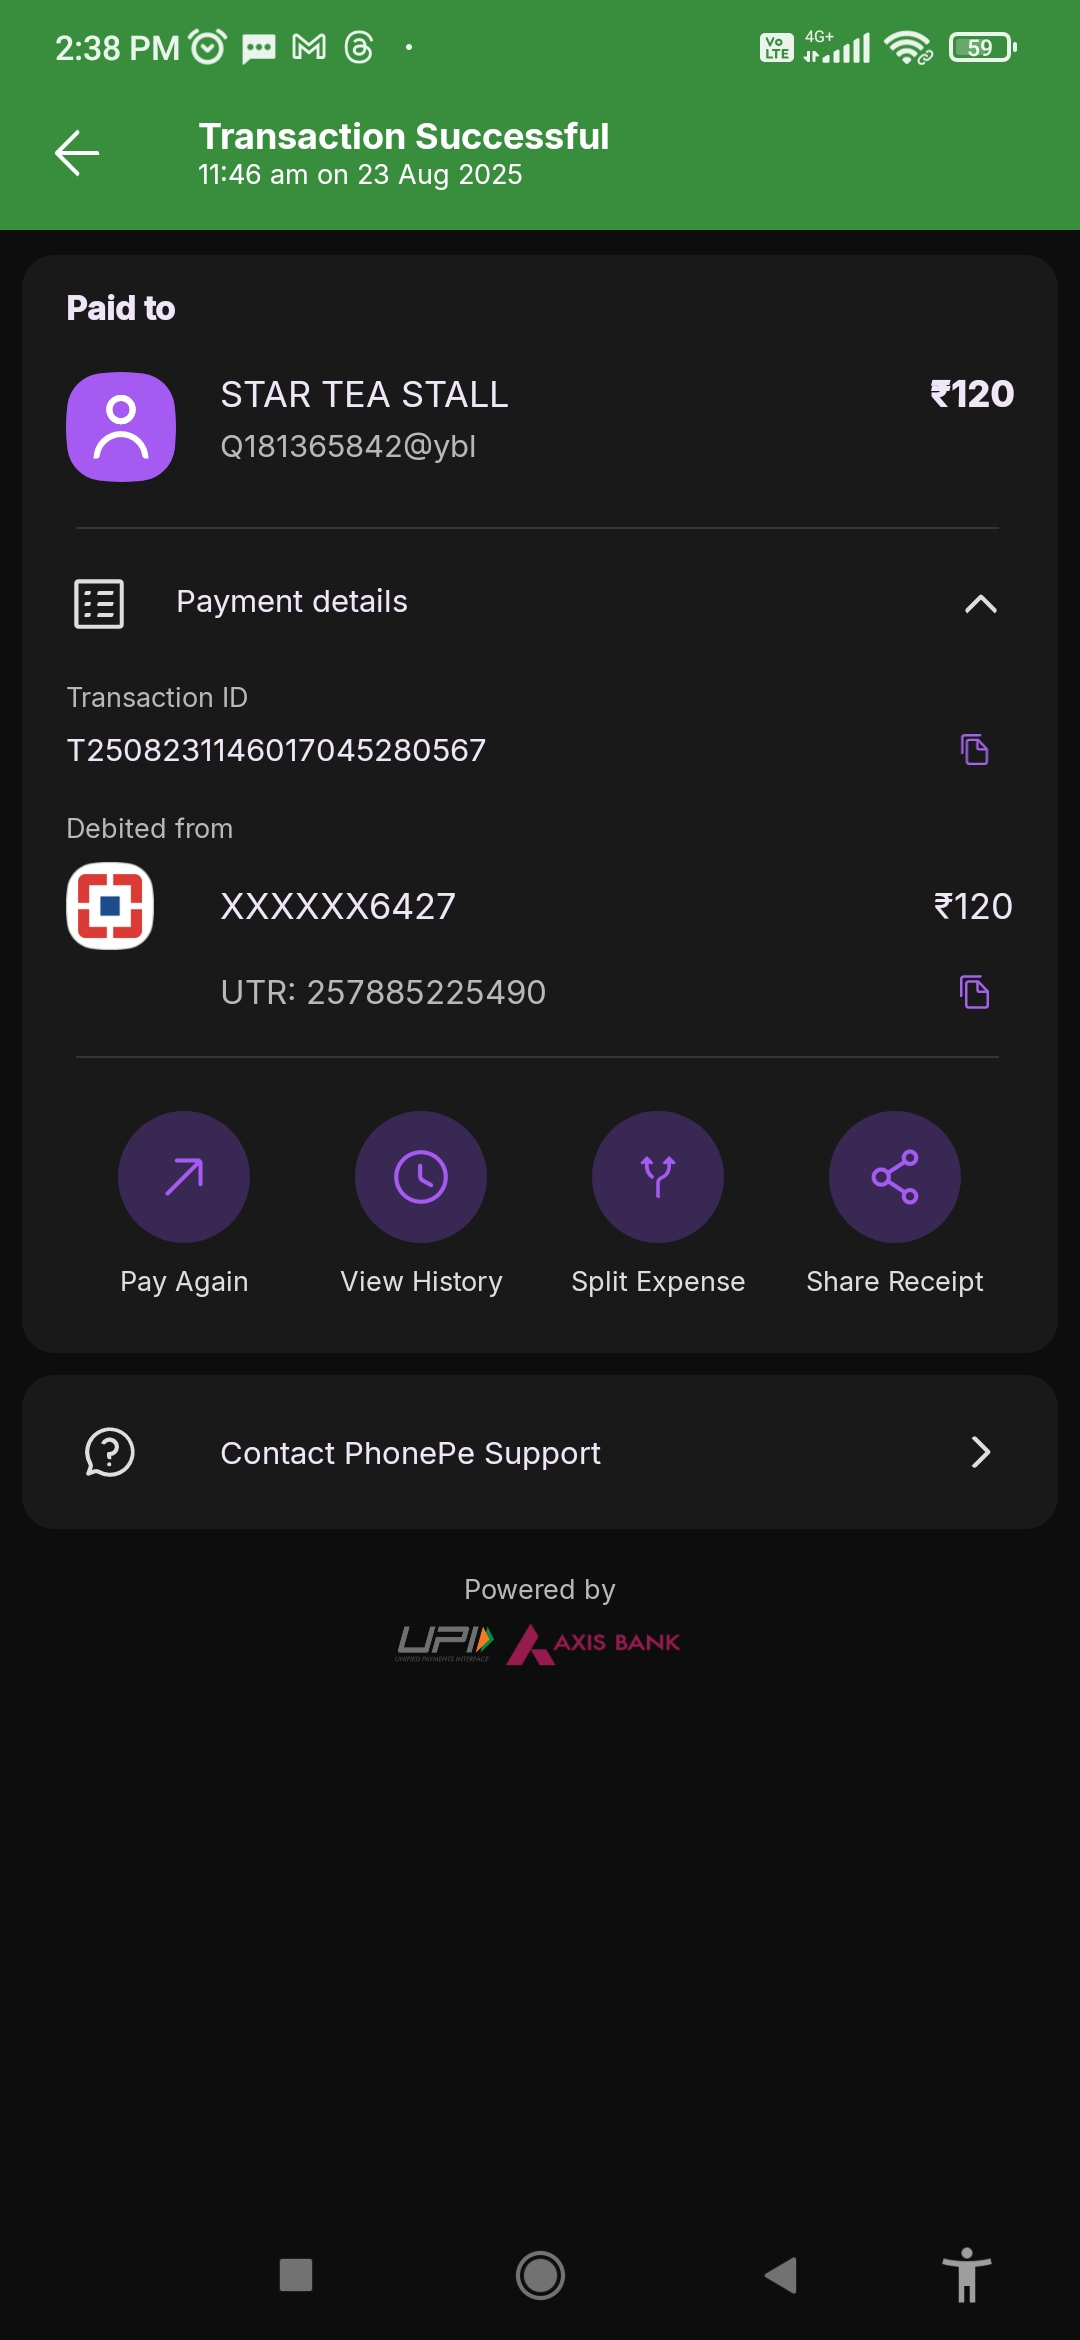 2:38 PM
Vo LTE 4G+ 59
Transaction Successful
11:46 am on 23 Aug 2025
Paid to
STAR TEA STALL ₹120
Q181365842@ybl
Payment details
Transaction ID
T2508231146017045280567
Debited from
XXXXXX6427 ₹120
UTR: 257885225490
Pay Again View History Split Expense Share Receipt
Contact PhonePe Support
Powered by
UPI AXIS BANK
UNIFIED PAYMENTS INTERFACE